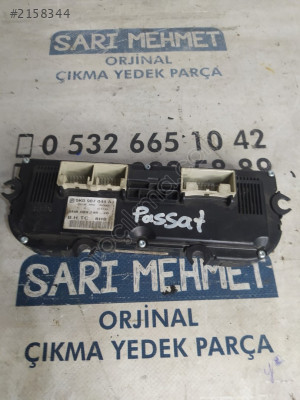 #2158344
SARI MEHMET
ORJİNAL
ÇIKMA YEDEK PARÇA
0 532 665 10 42
Passat
SARI MEHMET
ORJİNAL
ÇIKMA YEDEK PARÇA